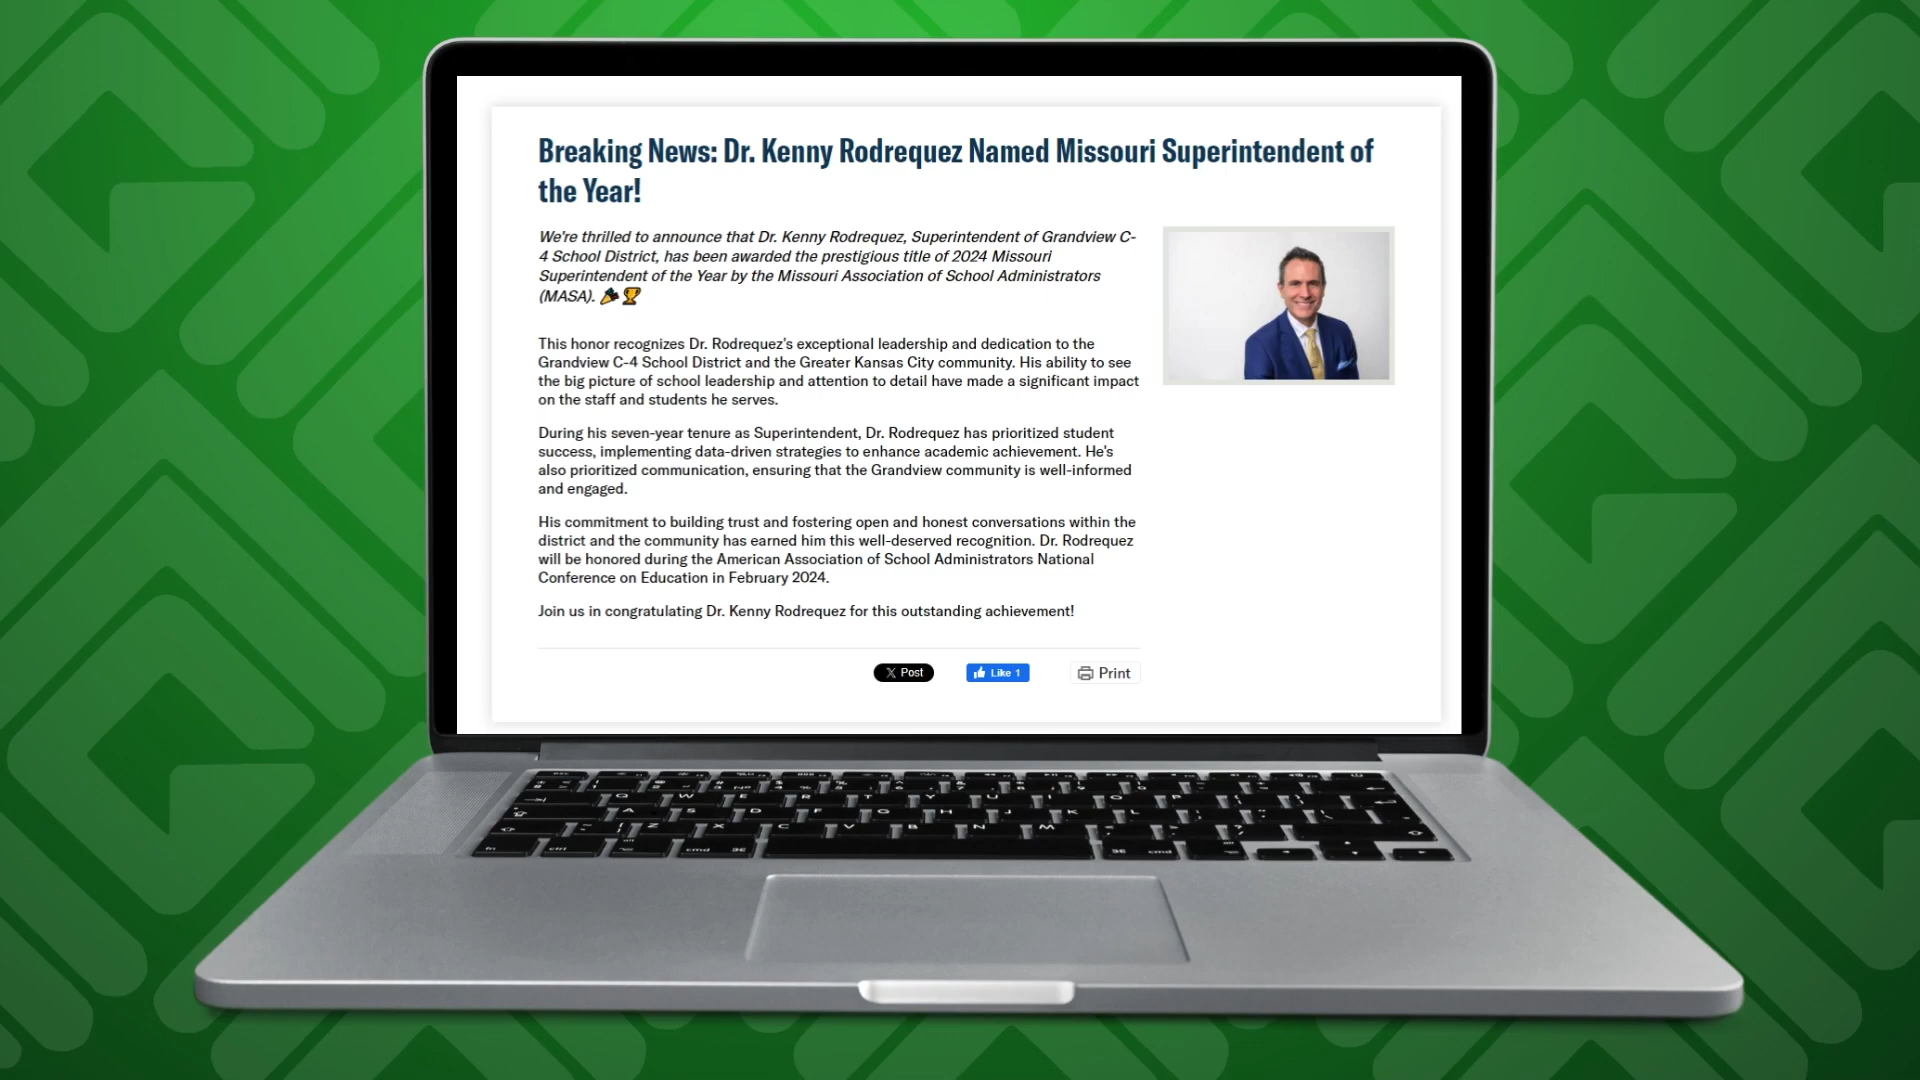 Breaking News: Dr. Kenny Rodrequez Named Missouri Superintendent of
the Year!
We're thrilled to announce that Dr. Kenny Rodrequez, Superintendent of Grandview C-
4 School District, has been awarded the prestigious title of 2024 Missouri
Superintendent of the Year by the Missouri Association of School Administrators
(MASA). 🎉🏆
This honor recognizes Dr. Rodrequez's exceptional leadership and dedication to the
Grandview C-4 School District and the Greater Kansas City community. His ability to see
the big picture of school leadership and attention to detail have made a significant impact
on the staff and students he serves.
During his seven-year tenure as Superintendent, Dr. Rodrequez has prioritized student
success, implementing data-driven strategies to enhance academic achievement. He's
also prioritized communication, ensuring that the Grandview community is well-informed
and engaged.
His commitment to building trust and fostering open and honest conversations within the
district and the community has earned him this well-deserved recognition. Dr. Rodrequez
will be honored during the American Association of School Administrators National
Conference on Education in February 2024.
Join us in congratulating Dr. Kenny Rodrequez for this outstanding achievement!
X Post
Like 1
Print
Q W E R T Y U I O P
A S D F G H J K L
Z X C V B N M
fn ctrl cmd cmd